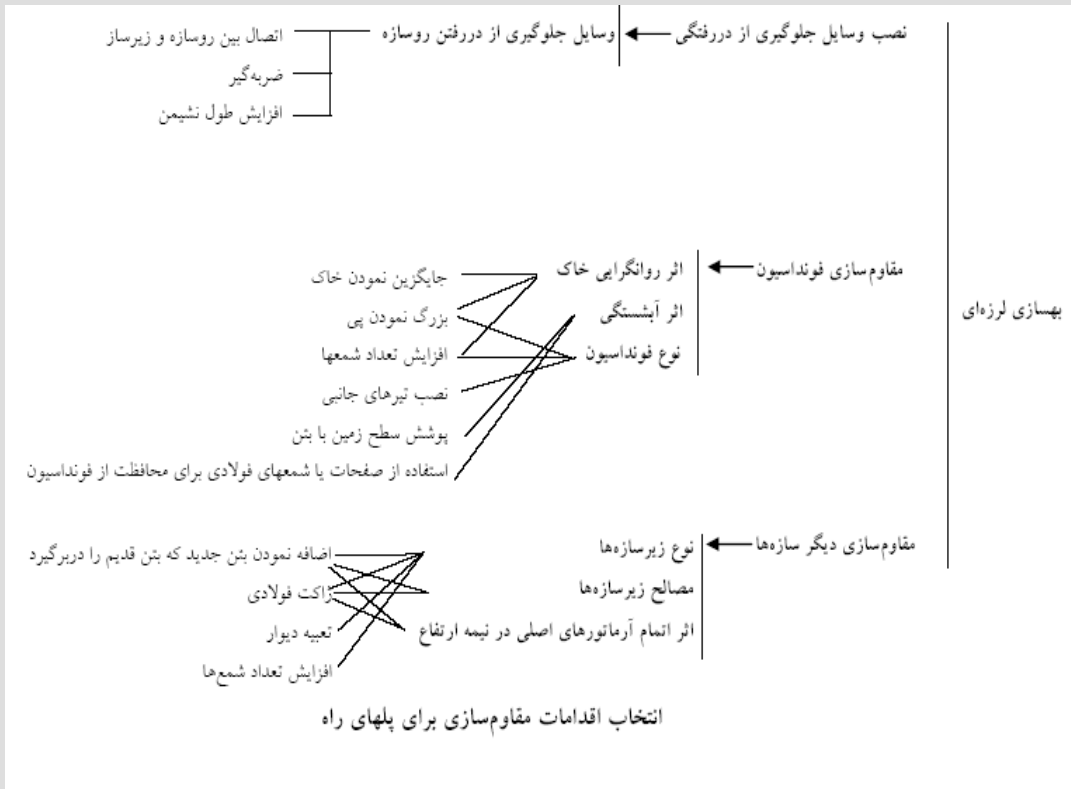 نصب وسایل جلوگیری از دررفتگی
وسایل جلوگیری از دررفتن روسازه
اتصال بین روسازه و زیرساز
ضربه‌گیر
افزایش طول نشیمن
بهسازی لرزه‌ای
مقاوم‌سازی فونداسیون
اثر روانگرایی خاک
اثر آبشستگی
نوع فونداسیون
جایگزین نمودن خاک
بزرگ نمودن پی
افزایش تعداد شمعها
نصب تیرهای جانبی
پوشش سطح زمین با بتن
استفاده از صفحات یا شمعهای فولادی برای محافظت از فونداسیون
مقاوم‌سازی دیگر سازه‌ها
نوع زیرسازه‌ها
مصالح زیرسازه‌ها
اثر اتمام آرماتورهای اصلی در نیمه ارتفاع
اضافه نمودن بتن جدید که بتن قدیم را دربرگیرد
ژاکت فولادی
تعبیه دیوار
افزایش تعداد شمع‌ها
انتخاب اقدامات مقاوم‌سازی برای پلهای راه